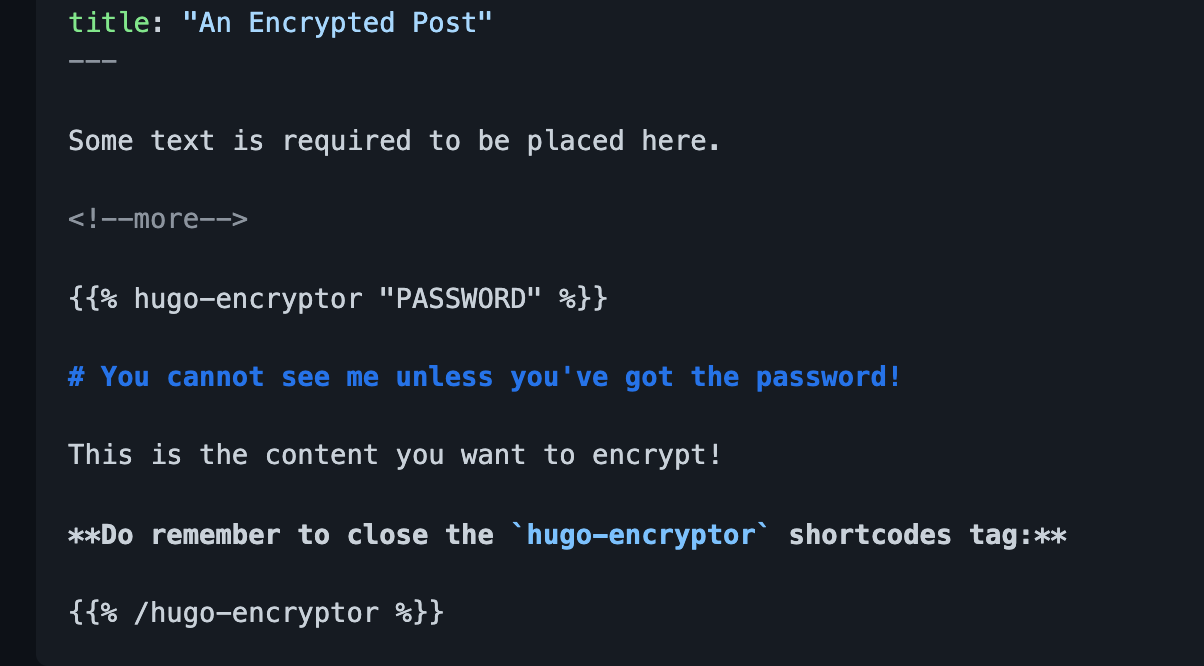 title: "An Encrypted Post"
---
Some text is required to be placed here.
<!--more-->
{{% hugo-encryptor "PASSWORD" %}}
# You cannot see me unless you've got the password!
This is the content you want to encrypt!
**Do remember to close the `hugo-encryptor` shortcodes tag:**
{{% /hugo-encryptor %}}